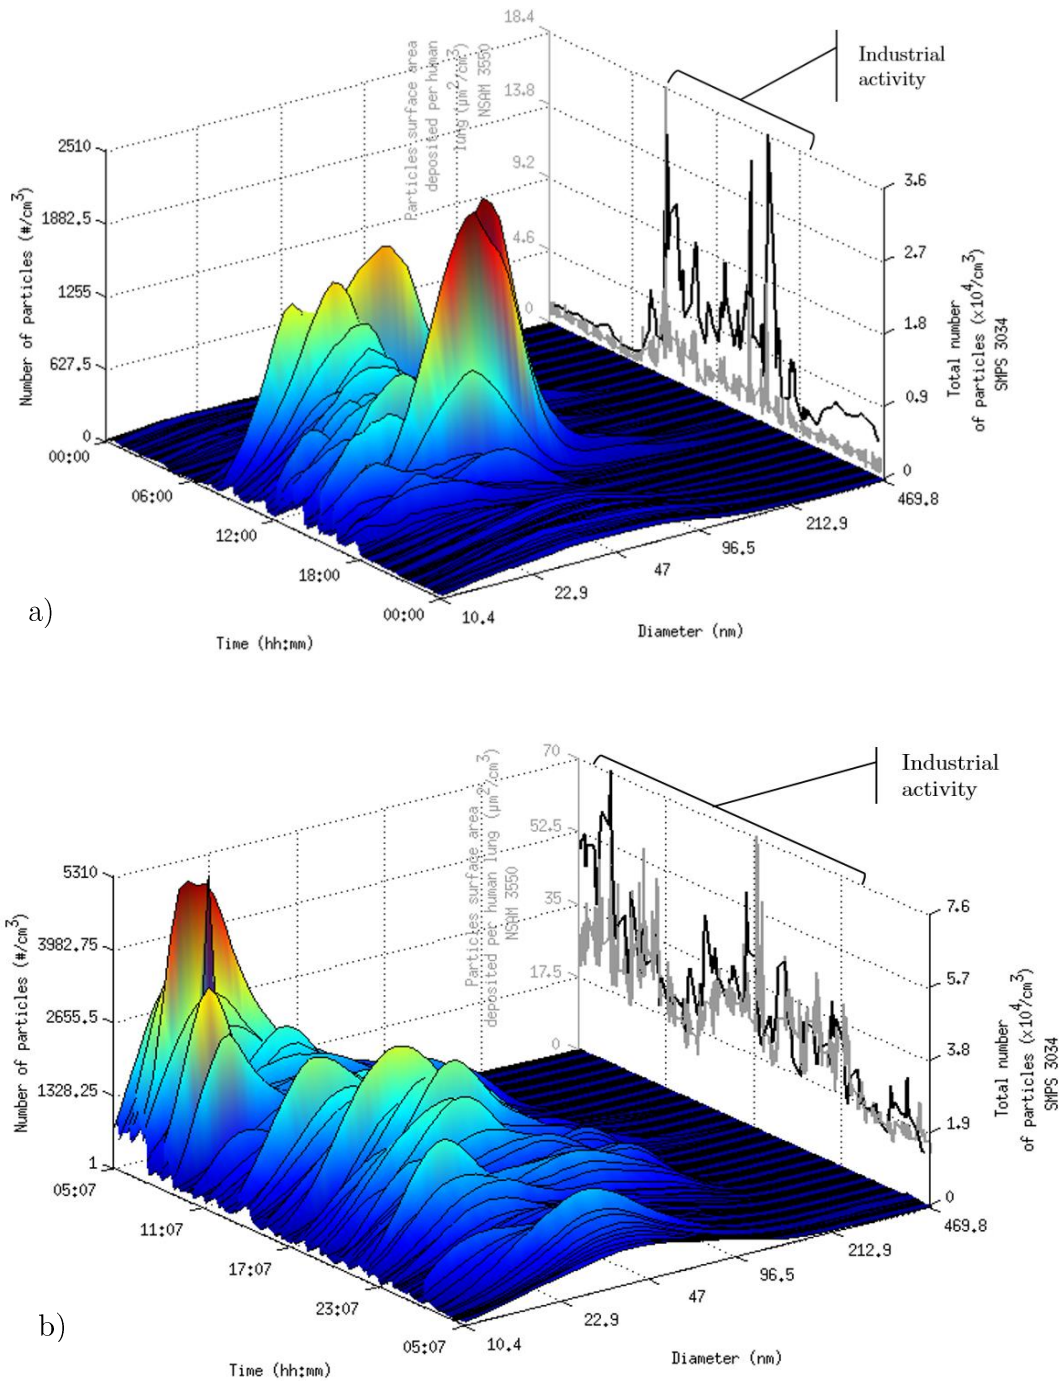 18.4
13.8
9.2
4.6
0
Particles surface area
deposited per human
lung (μm²/cm³)
NSAM 3550
Industrial
activity
2510
1882.5
1255
627.5
0
Number of particles (#/cm³)
3.6
2.7
1.8
0.9
0
Total number
of particles (x10⁴/cm³)
SMPS 3034
00:00
06:00
12:00
18:00
00:00
Time (hh:mm)
10.4
22.9
47
96.5
212.9
469.8
Diameter (nm)
a)
70
52.5
35
17.5
0
Particles surface area
deposited per human lung (μm²/cm³)
NSAM 3550
Industrial
activity
5310
3982.75
2655.5
1328.25
1
Number of particles (#/cm³)
7.6
5.7
3.8
1.9
0
Total number
of particles (x10⁴/cm³)
SMPS 3034
05:07
11:07
17:07
23:07
05:07
Time (hh:mm)
10.4
22.9
47
96.5
212.9
469.8
Diameter (nm)
b)